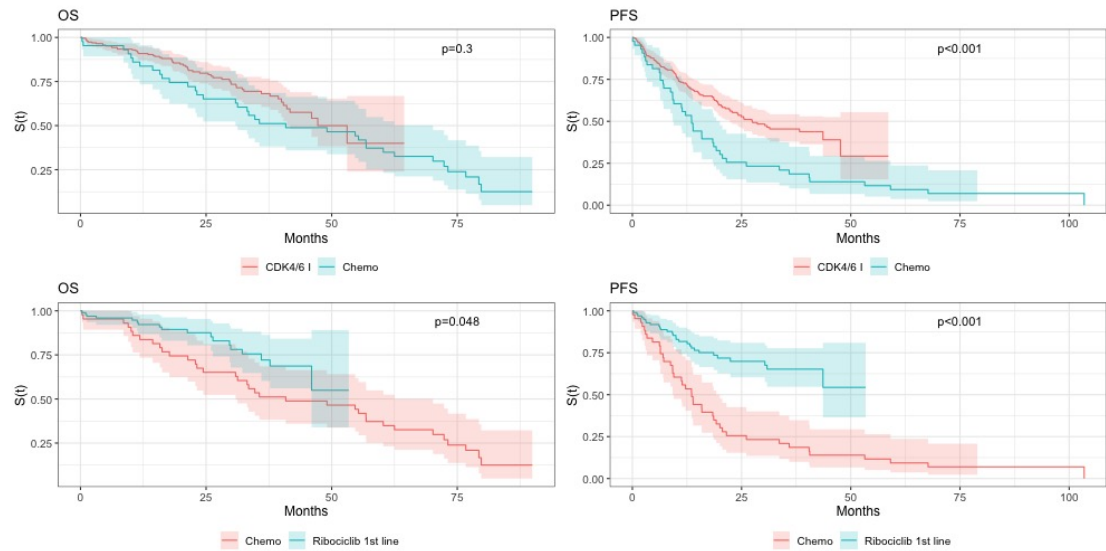 OS
p=0.3
1.00
0.75
0.50
0.25
S(t)
0
25
50
75
Months
CDK4/6 I
Chemo
PFS
p<0.001
1.00
0.75
0.50
0.25
0.00
S(t)
0
25
50
75
100
Months
CDK4/6 I
Chemo
OS
p=0.048
1.00
0.75
0.50
0.25
S(t)
0
25
50
75
Months
Chemo
Ribociclib 1st line
PFS
p<0.001
1.00
0.75
0.50
0.25
0.00
S(t)
0
25
50
75
100
Months
Chemo
Ribociclib 1st line